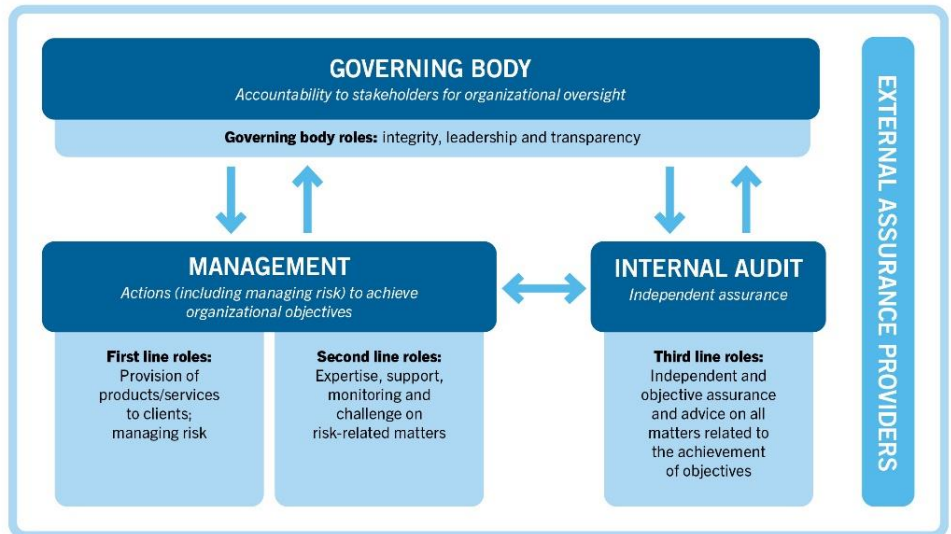 GOVERNING BODY
Accountability to stakeholders for organizational oversight
Governing body roles: integrity, leadership and transparency
MANAGEMENT
Actions (including managing risk) to achieve
organizational objectives
First line roles:
Provision of
products/services
to clients;
managing risk
Second line roles:
Expertise, support,
monitoring and
challenge on
risk-related matters
INTERNAL AUDIT
Independent assurance
Third line roles:
Independent and
objective assurance
and advice on all
matters related to
the achievement
of objectives
EXTERNAL ASSURANCE PROVIDERS